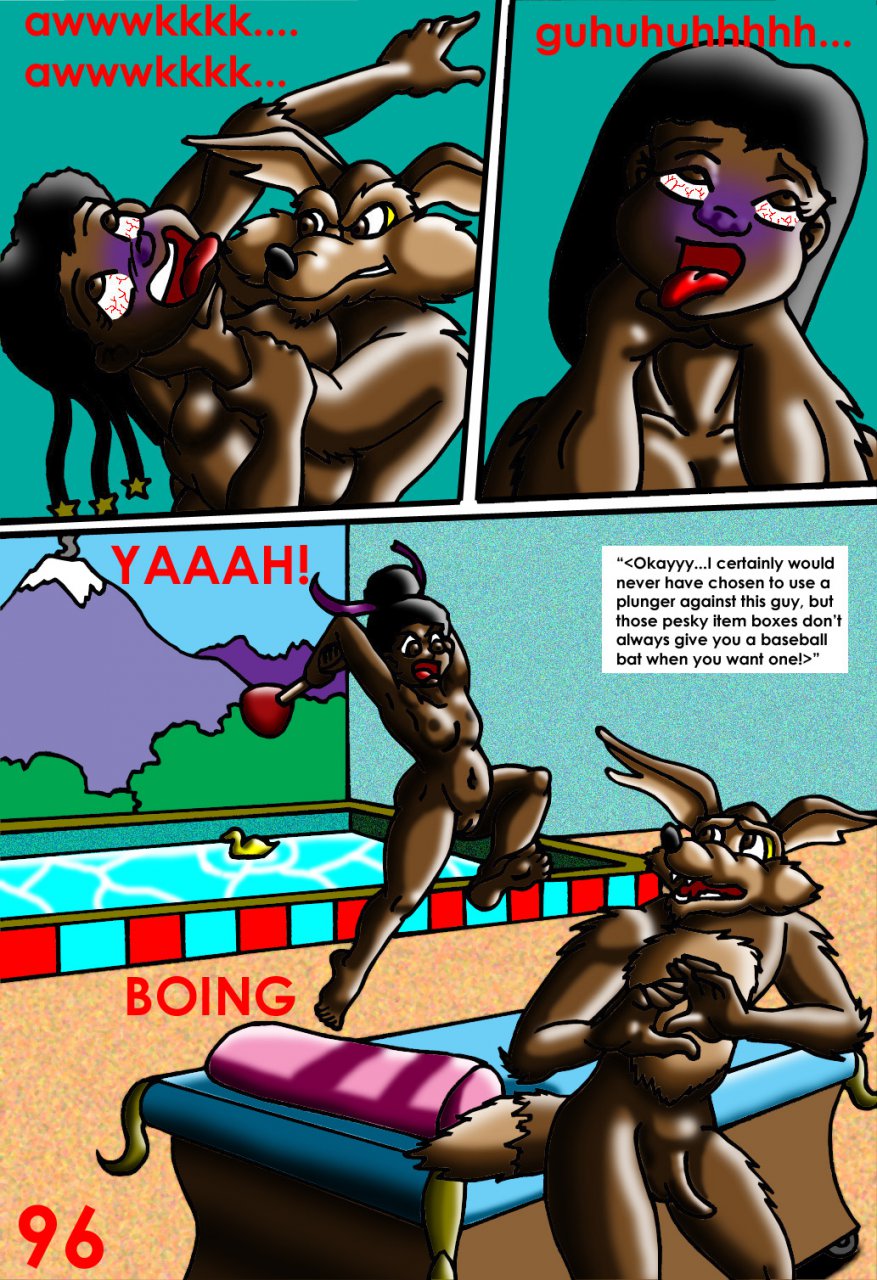 awwwkkkk....
awwwkkkk...
guhuhuhhhhh...
YAAAH!
“<Okayyy...I certainly would
never have chosen to use a
plunger against this guy, but
those pesky item boxes don’t
always give you a baseball
bat when you want one!>”
BOING
96